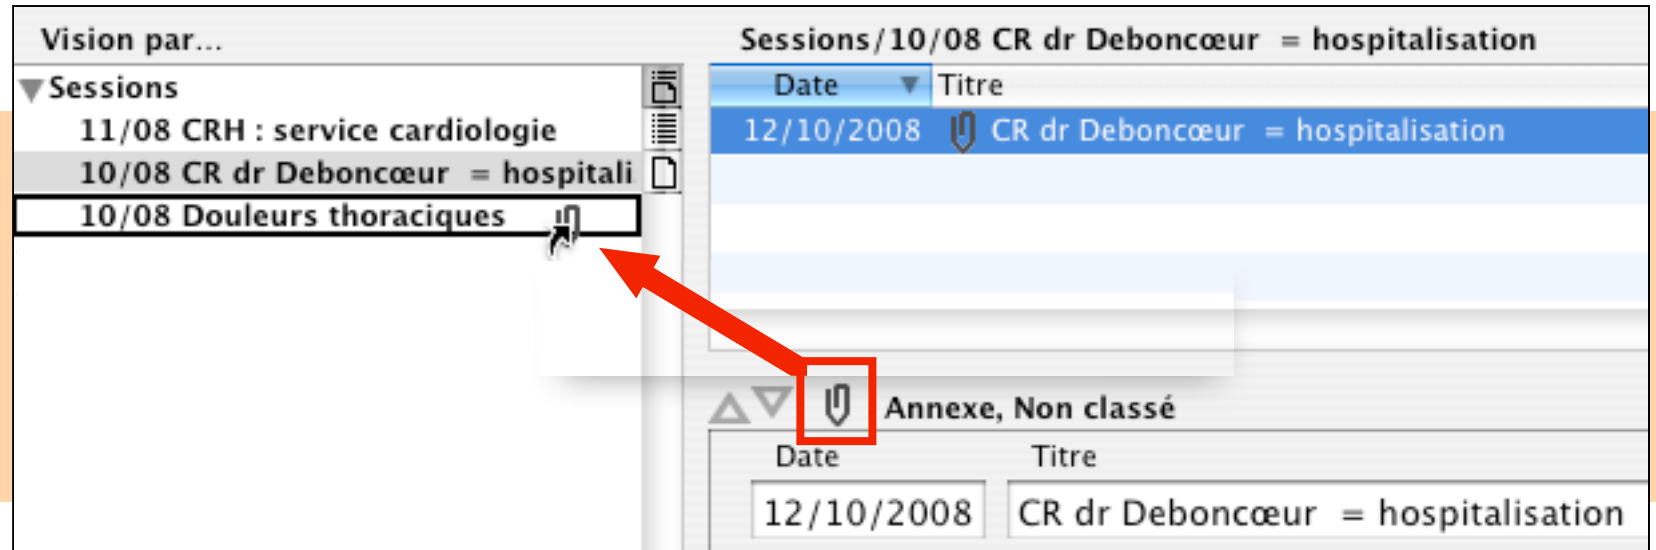 Vision par...
Sessions
11/08 CRH : service cardiologie
10/08 CR dr Deboncœur = hospitali
10/08 Douleurs thoraciques
Sessions/10/08 CR dr Deboncœur = hospitalisation
Date Titre
12/10/2008 CR dr Deboncœur = hospitalisation
Annexe, Non classé
Date Titre
12/10/2008 CR dr Deboncœur = hospitalisation